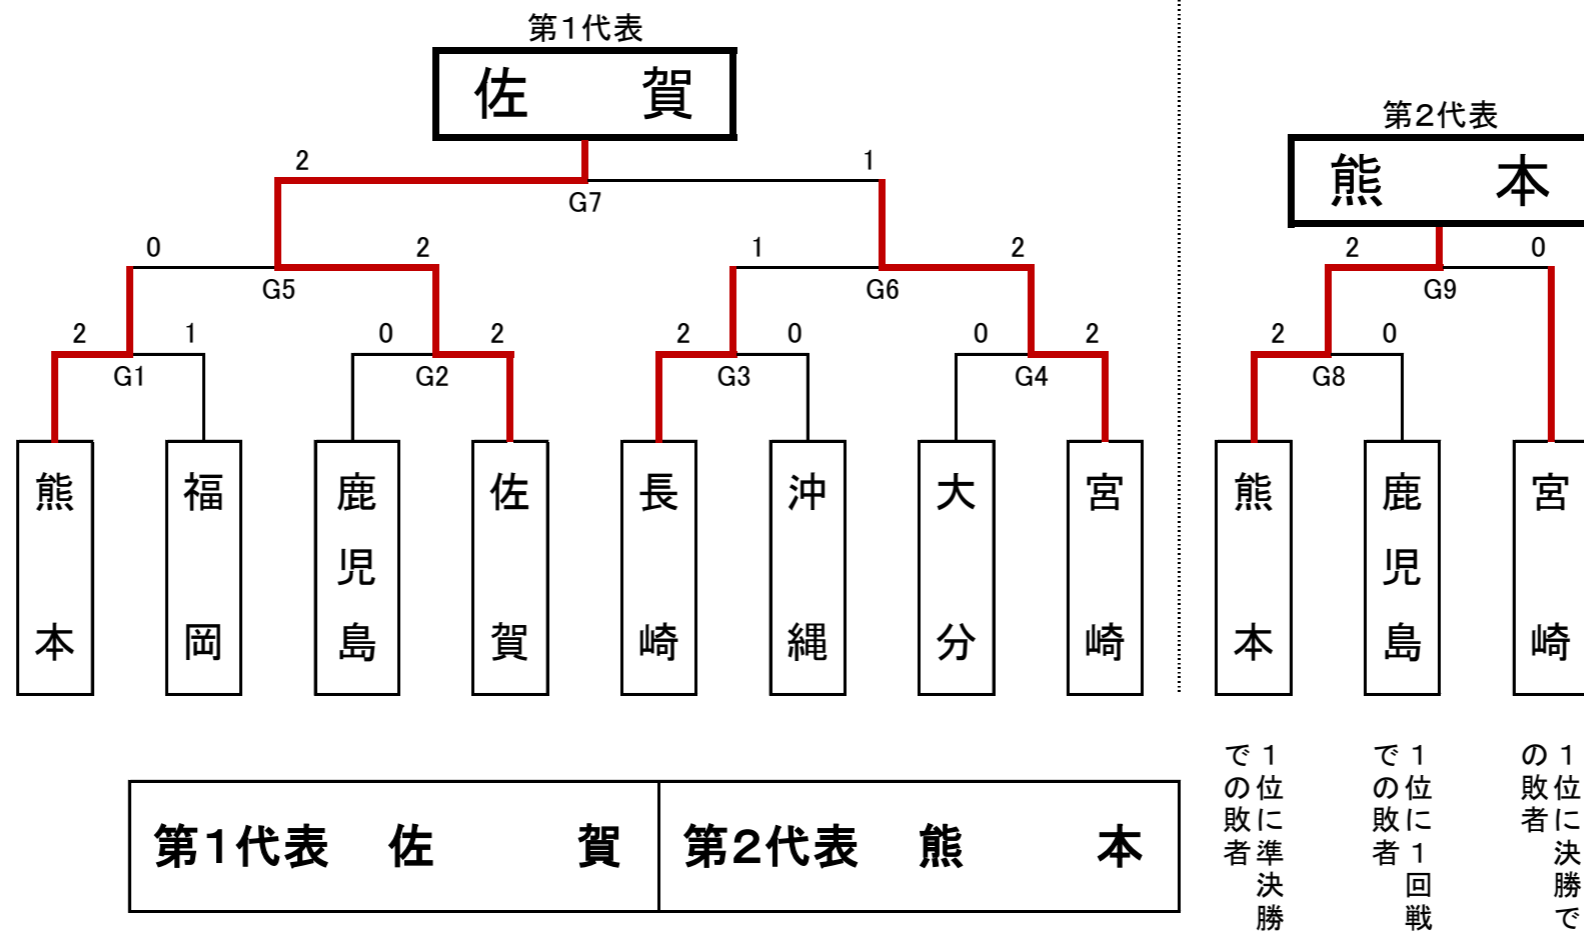 第1代表
佐 賀
2 1
G7
0 2
G5
1 2
G6
2 1
G1
0 2
G2
2 0
G3
0 2
G4
熊本
福岡
鹿児島
佐賀
長崎
沖縄
大分
宮崎
第2代表
熊 本
2 0
G9
2 0
G8
熊本
鹿児島
宮崎
1位に準決勝
での敗者
1位に1回戦
での敗者
1位に決勝で
の敗者
第1代表 佐 賀
第2代表 熊 本